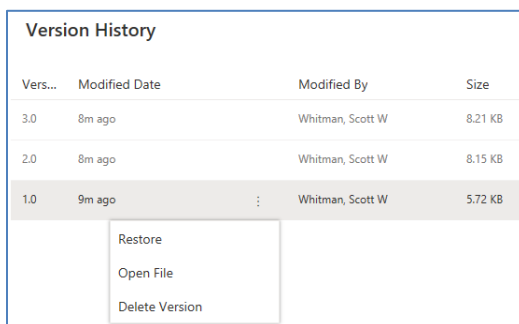 Version History
Vers... Modified Date Modified By Size
3.0 8m ago Whitman, Scott W 8.21 KB
2.0 8m ago Whitman, Scott W 8.15 KB
1.0 9m ago Whitman, Scott W 5.72 KB
Restore
Open File
Delete Version